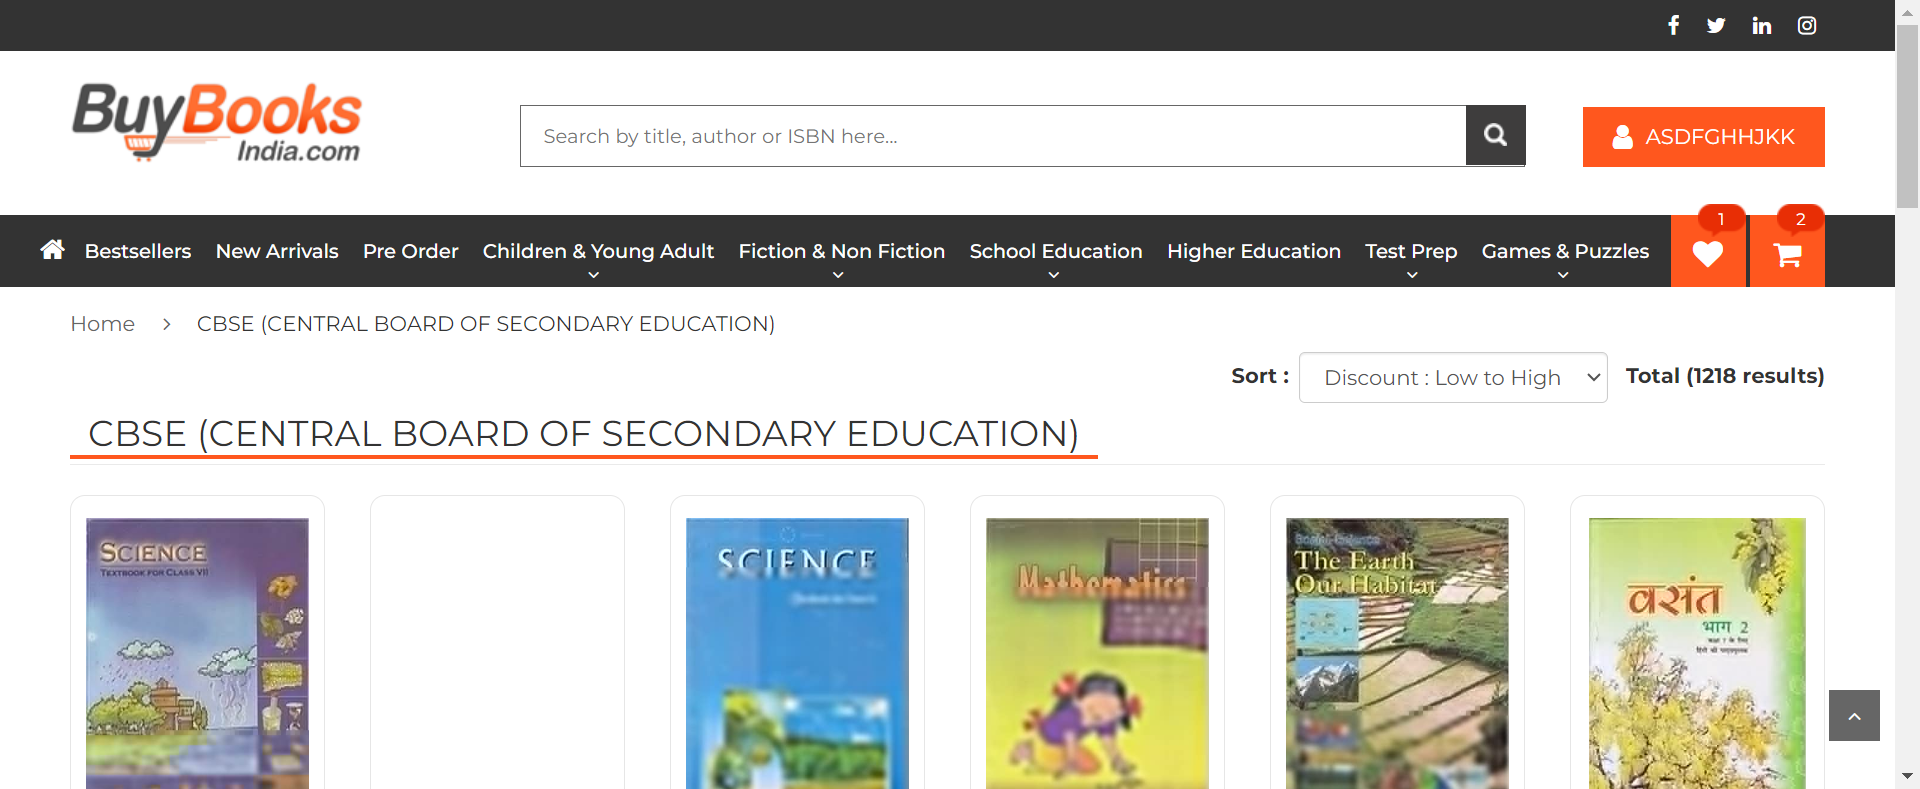 BuyBooks
India.com
Search by title, author or ISBN here...
ASDFGHHJKK
1
2
Bestsellers
New Arrivals
Pre Order
Children & Young Adult
Fiction & Non Fiction
School Education
Higher Education
Test Prep
Games & Puzzles
Home
CBSE (CENTRAL BOARD OF SECONDARY EDUCATION)
Sort :
Discount : Low to High
Total (1218 results)
CBSE (CENTRAL BOARD OF SECONDARY EDUCATION)
SCIENCE
TEXTBOOK FOR CLASS VII
SCIENCE
Mathematics
Social Science
The Earth
Our Habitat
वसंत
भाग 2